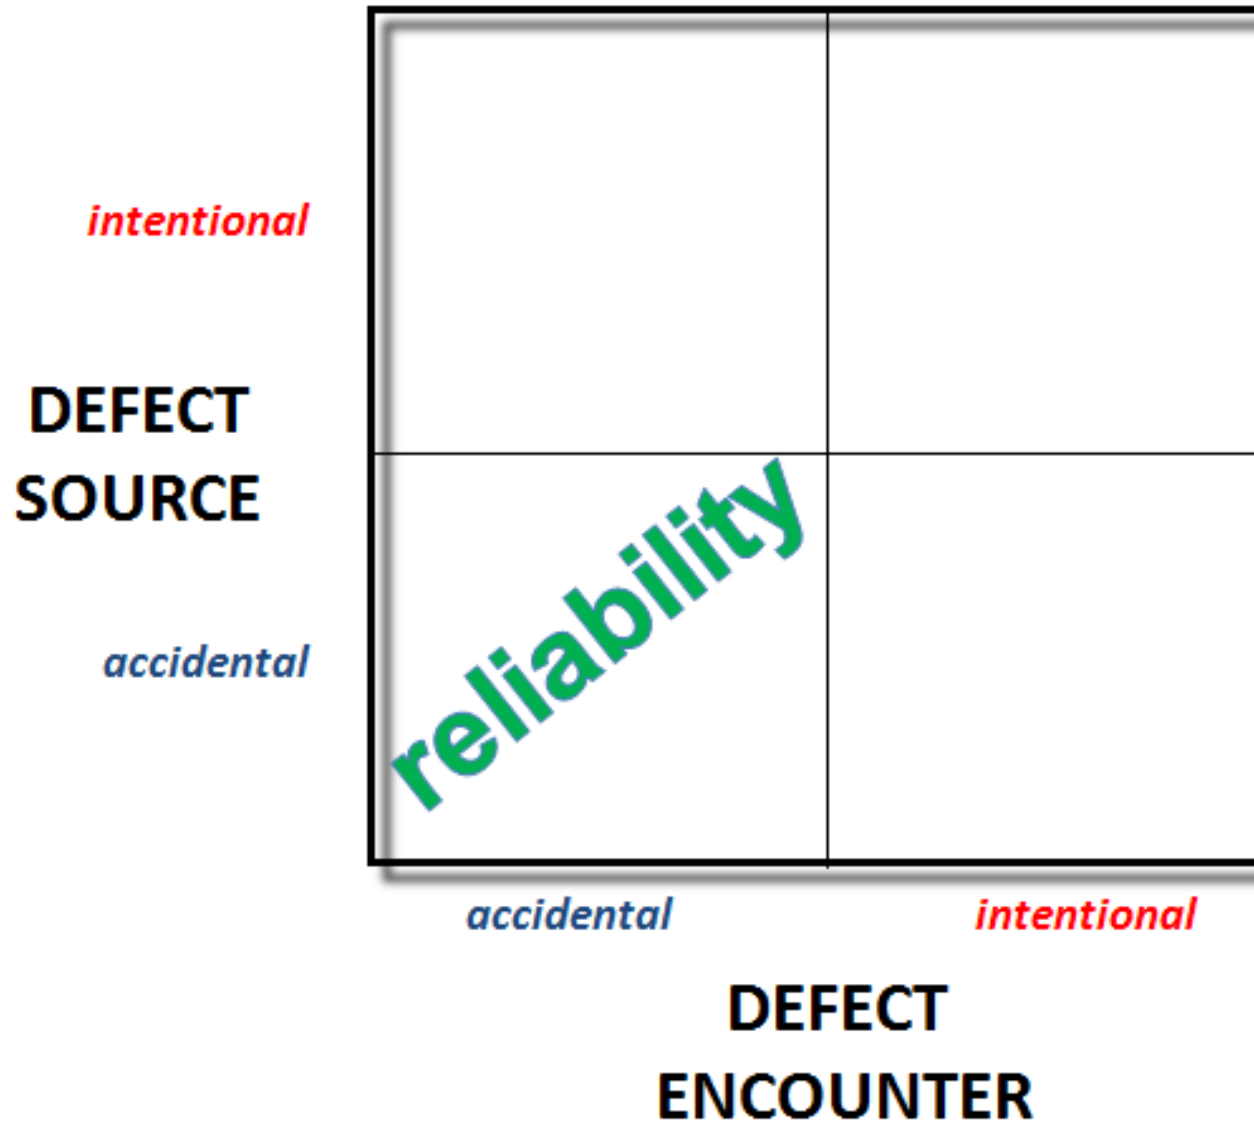 intentional
DEFECT
SOURCE
reliability
accidental
accidental
intentional
DEFECT
ENCOUNTER